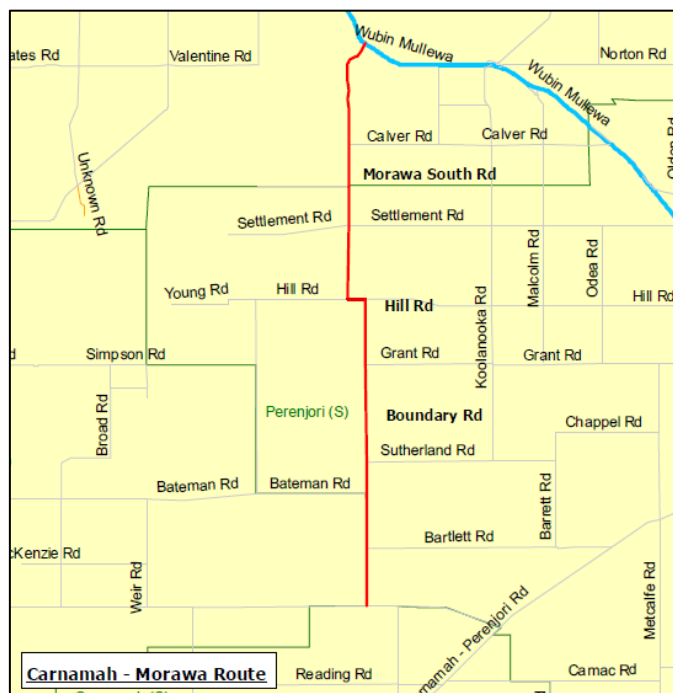 Wubin Mullewa
ates Rd
Valentine Rd
Norton Rd
Wubin Mullewa
Calver Rd
Calver Rd
Olden Rd
Unknown Rd
Morawa South Rd
Settlement Rd
Settlement Rd
Malcolm Rd
Odea Rd
Young Rd
Hill Rd
Hill Rd
Hill Rd
Koolanooka Rd
Simpson Rd
Grant Rd
Grant Rd
d
Broad Rd
Perenjori (S)
Boundary Rd
Chappel Rd
Sutherland Rd
Bateman Rd
Bateman Rd
Barrett Rd
cKenzie Rd
Bartlett Rd
Weir Rd
Metcalfe Rd
Carnamah - Morawa Route
Reading Rd
rnamah - Perenjori Rd
Camac Rd